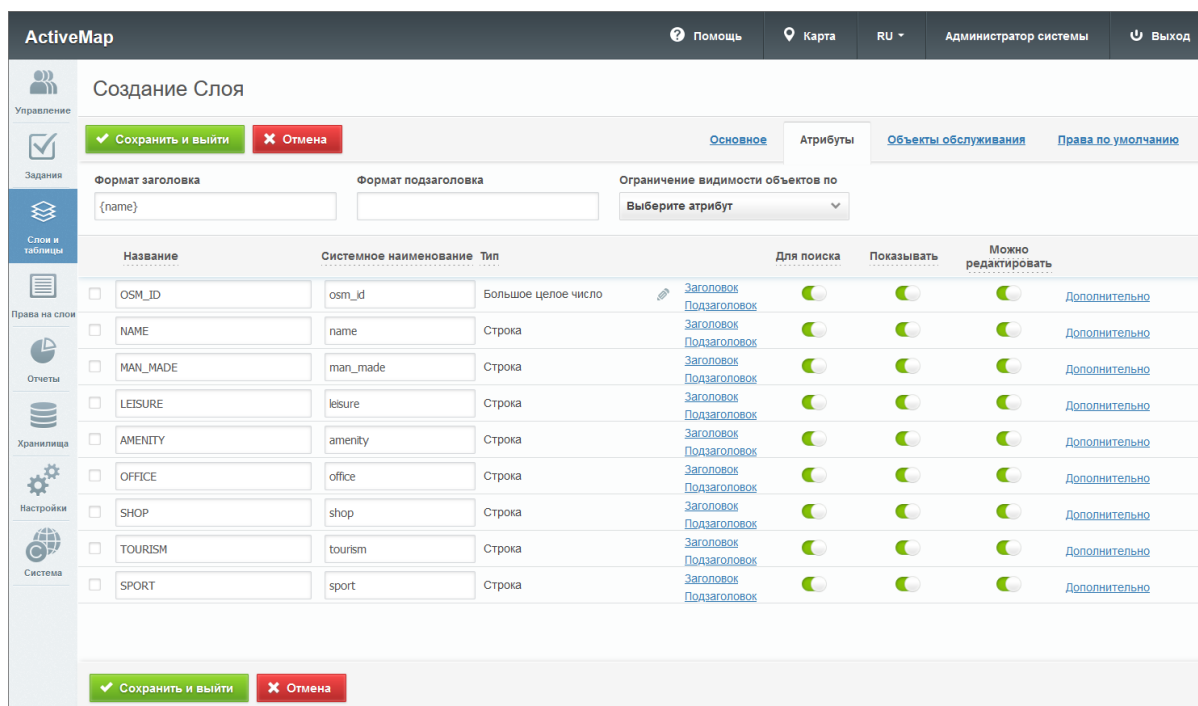 ActiveMap
Помощь
Карта
RU
Администратор системы
Выход
Управление
Задания
Слои и
таблицы
Права на слои
Отчеты
Хранилища
Настройки
Система
Создание Слоя
Сохранить и выйти
Отмена
Основное
Атрибуты
Объекты обслуживания
Права по умолчанию
Формат заголовка
Формат подзаголовка
Ограничение видимости объектов по
{name}
Выберите атрибут
Название
Системное наименование
Тип
Для поиска
Показывать
Можно
редактировать
OSM_ID
osm_id
Большое целое число
Заголовок
Подзаголовок
Дополнительно
NAME
name
Строка
Заголовок
Подзаголовок
Дополнительно
MAN_MADE
man_made
Строка
Заголовок
Подзаголовок
Дополнительно
LEISURE
leisure
Строка
Заголовок
Подзаголовок
Дополнительно
AMENITY
amenity
Строка
Заголовок
Подзаголовок
Дополнительно
OFFICE
office
Строка
Заголовок
Подзаголовок
Дополнительно
SHOP
shop
Строка
Заголовок
Подзаголовок
Дополнительно
TOURISM
tourism
Строка
Заголовок
Подзаголовок
Дополнительно
SPORT
sport
Строка
Заголовок
Подзаголовок
Дополнительно
Сохранить и выйти
Отмена